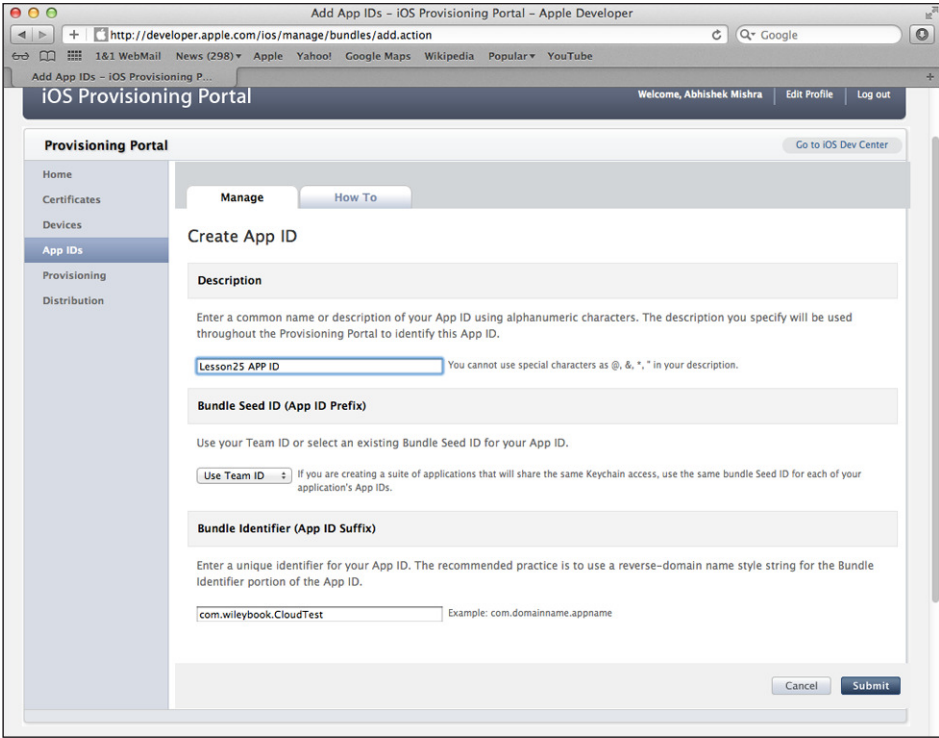 Add App IDs – iOS Provisioning Portal – Apple Developer
http://developer.apple.com/ios/manage/bundles/add.action
Google
1&1 WebMail News (298) Apple Yahoo! Google Maps Wikipedia Popular YouTube
Add App IDs – iOS Provisioning P...
iOS Provisioning Portal
Welcome, Abhishek Mishra Edit Profile Log out
Provisioning Portal
Go to iOS Dev Center
Home
Certificates
Devices
App IDs
Provisioning
Distribution
Manage How To
Create App ID
Description
Enter a common name or description of your App ID using alphanumeric characters. The description you specify will be used
throughout the Provisioning Portal to identify this App ID.
Lesson25 APP ID You cannot use special characters as @, &, *, " in your description.
Bundle Seed ID (App ID Prefix)
Use your Team ID or select an existing Bundle Seed ID for your App ID.
Use Team ID If you are creating a suite of applications that will share the same Keychain access, use the same bundle Seed ID for each of your
application's App IDs.
Bundle Identifier (App ID Suffix)
Enter a unique identifier for your App ID. The recommended practice is to use a reverse-domain name style string for the Bundle
Identifier portion of the App ID.
com.wileybook.CloudTest Example: com.domainname.appname
Cancel Submit